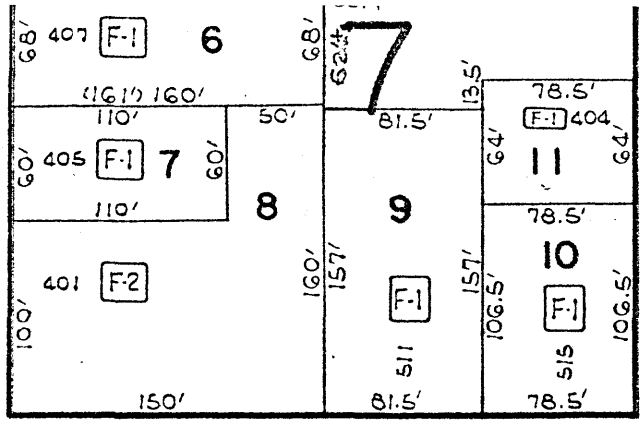 68' 407 F-1 6 68'
62.4
7
(161') 160'
13.5'
110' 50' 81.5' 78.5'
60' 405 F-1 7 60'
64' F-1 404 64'
11
110'
8 9
78.5'
10
401 F-2
100' 160' 157' F-1 157' 106.5' F-1 106.5'
511 515
150' 81.5' 78.5'